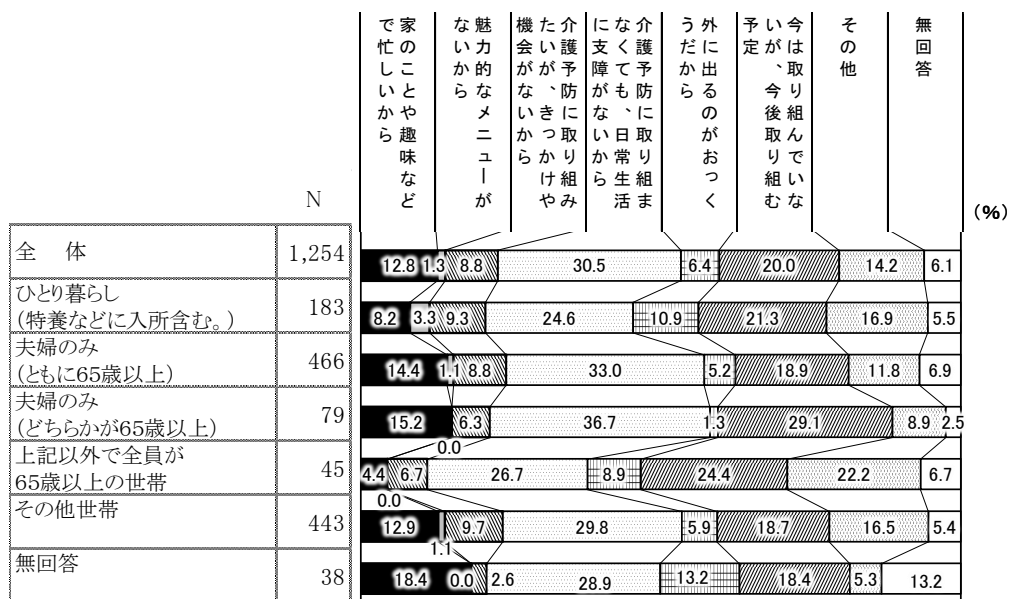 家のことや趣味など
で忙しいから
魅力的なメニューが
ないから
介護予防に取り組み
たいが、きっかけや
機会がないから
介護予防に取り組ま
なくても、日常生活
に支障がないから
外に出るのがおっく
うだから
今は取り組んでいな
いが、今後取り組む
予定
その他
無回答
N
(%)
全 体 1,254 12.8 1.3 8.8 30.5 6.4 20.0 14.2 6.1
ひとり暮らし
(特養などに入所含む。) 183 8.2 3.3 9.3 24.6 10.9 21.3 16.9 5.5
夫婦のみ
(ともに65歳以上) 466 14.4 1.1 8.8 33.0 5.2 18.9 11.8 6.9
夫婦のみ
(どちらかが65歳以上) 79 15.2 0.0 6.3 36.7 1.3 29.1 8.9 2.5
上記以外で全員が
65歳以上の世帯 45 4.4 0.0 6.7 26.7 8.9 24.4 22.2 6.7
その他世帯 443 12.9 1.1 9.7 29.8 5.9 18.7 16.5 5.4
無回答 38 18.4 0.0 2.6 28.9 13.2 18.4 5.3 13.2